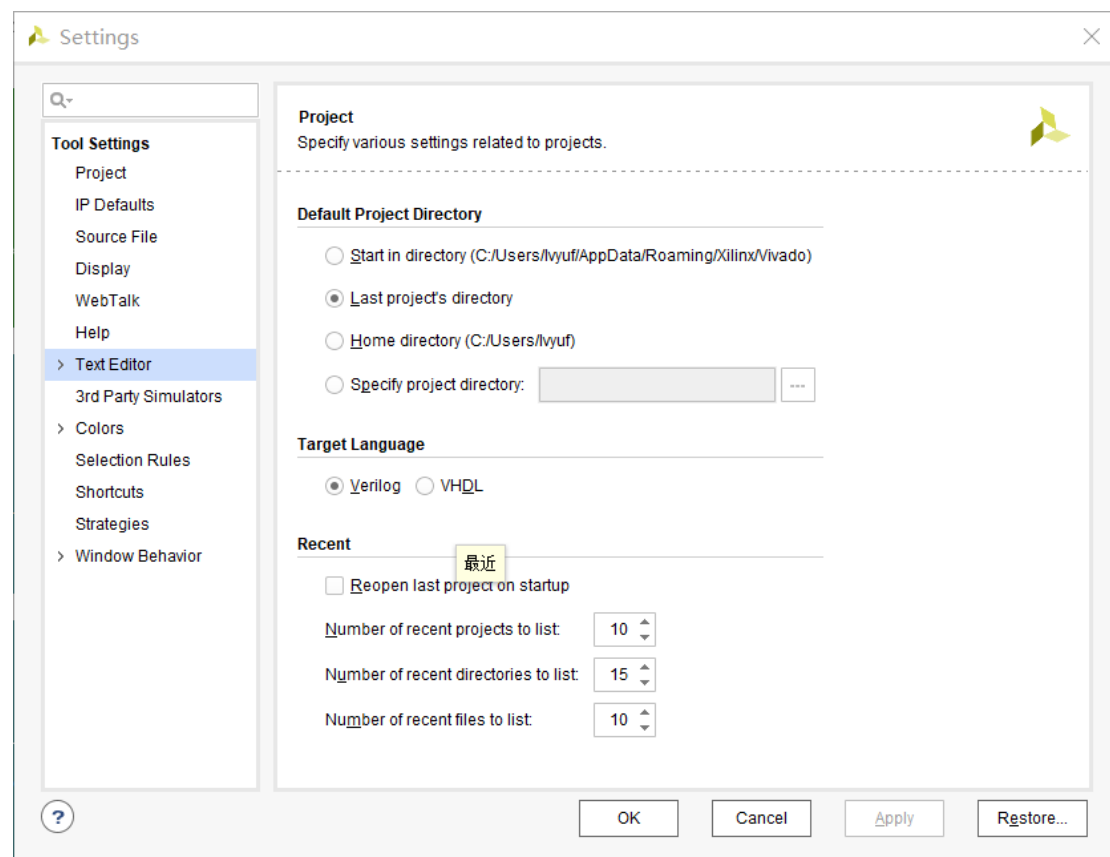 Settings
Tool Settings
Project
IP Defaults
Source File
Display
WebTalk
Help
Text Editor
3rd Party Simulators
Colors
Selection Rules
Shortcuts
Strategies
Window Behavior
Project
Specify various settings related to projects.
Default Project Directory
Start in directory (C:/Users/lvyuf/AppData/Roaming/Xilinx/Vivado)
Last project's directory
Home directory (C:/Users/lvyuf)
Specify project directory:
Target Language
Verilog VHDL
Recent
最近
Reopen last project on startup
Number of recent projects to list: 10
Number of recent directories to list: 15
Number of recent files to list: 10
? OK Cancel Apply Restore...